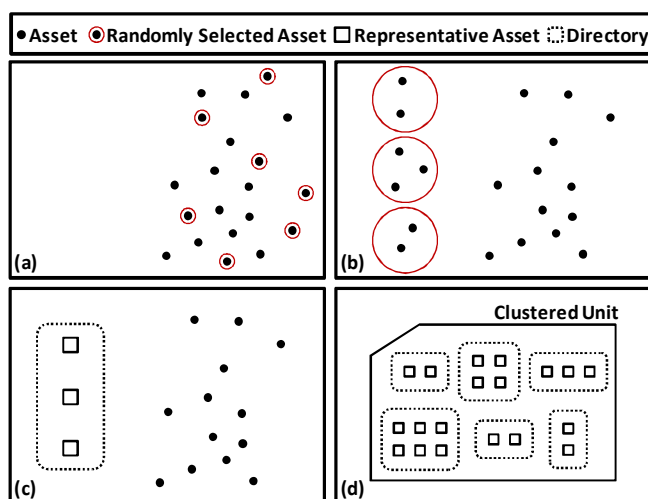 Asset Randomly Selected Asset Representative Asset Directory
(a)
(b)
(c)
Clustered Unit
(d)